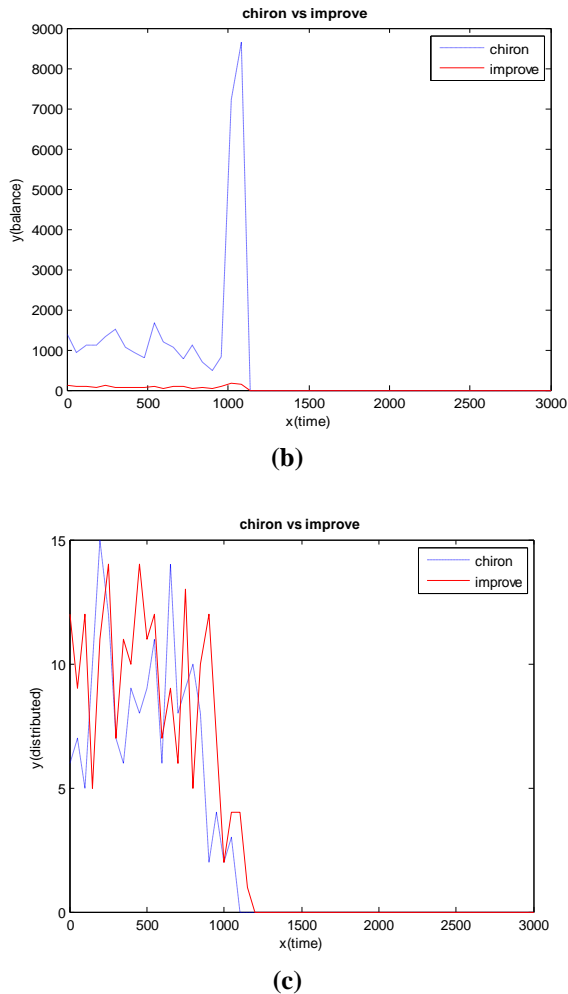 chiron vs improve
9000
8000
7000
6000
5000
4000
3000
2000
1000
0
y(balance)
chiron
improve
0 500 1000 1500 2000 2500 3000
x(time)
(b)
chiron vs improve
15
10
5
0
y(distributed)
chiron
improve
0 500 1000 1500 2000 2500 3000
x(time)
(c)